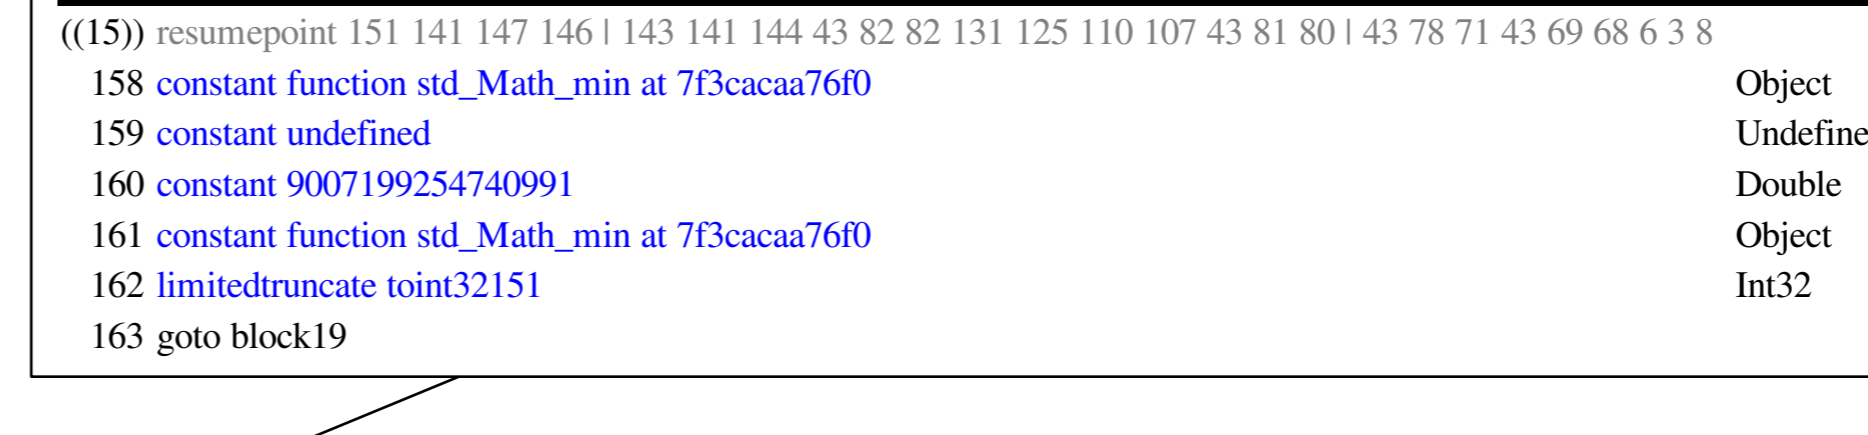 ((15)) resumepoint 151 141 147 146 | 143 141 144 43 82 82 131 125 110 107 43 81 80 | 43 78 71 43 69 68 6 3 8
158 constant function std_Math_min at 7f3cacaa76f0 Object
159 constant undefined Undefine
160 constant 9007199254740991 Double
161 constant function std_Math_min at 7f3cacaa76f0 Object
162 limitedtruncate toint32151 Int32
163 goto block19